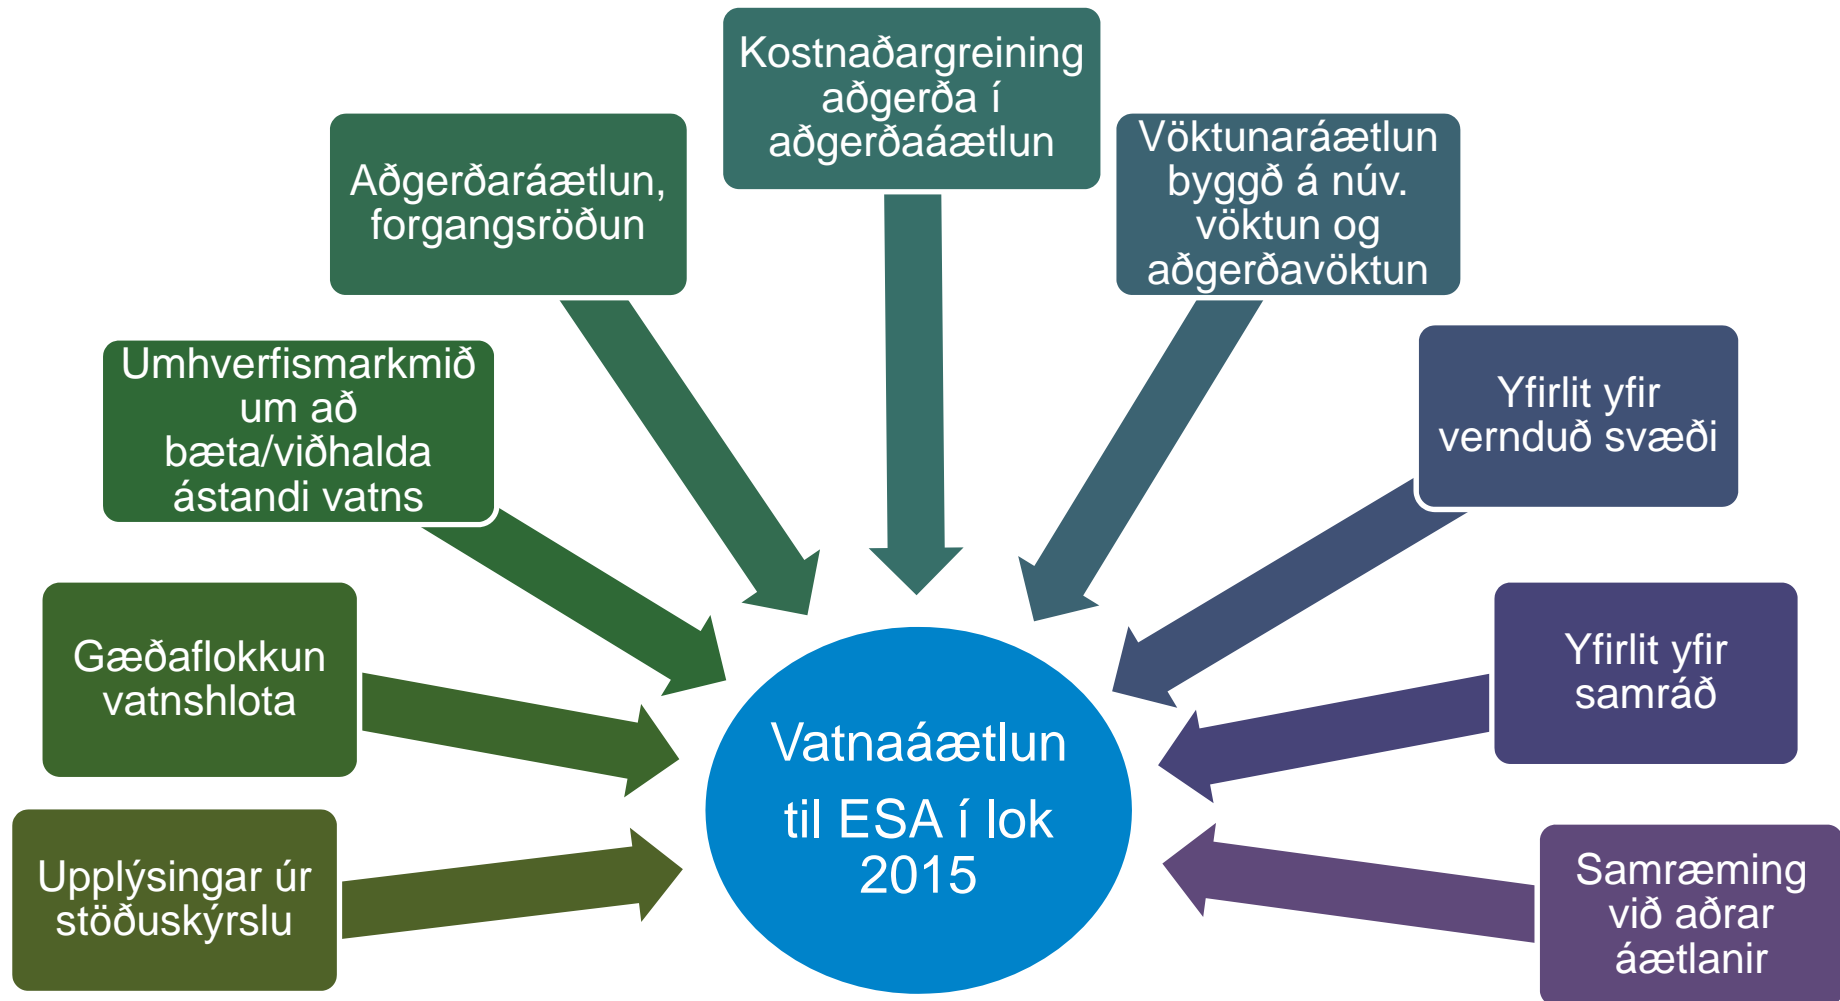 Kostnaðargreining
aðgerða í
aðgerðaáætlun
Aðgerðaráætlun,
forgangsröðun
Vöktunaráætlun
byggð á núv.
vöktun og
aðgerðavöktun
Umhverfismarkmið
um að
bæta/viðhalda
ástandi vatns
Yfirlit yfir
vernduð svæði
Gæðaflokkun
vatnshlota
Yfirlit yfir
samráð
Upplýsingar úr
stöðuskýrslu
Vatnaáætlun
til ESA í lok
2015
Samræming
við aðrar
áætlanir